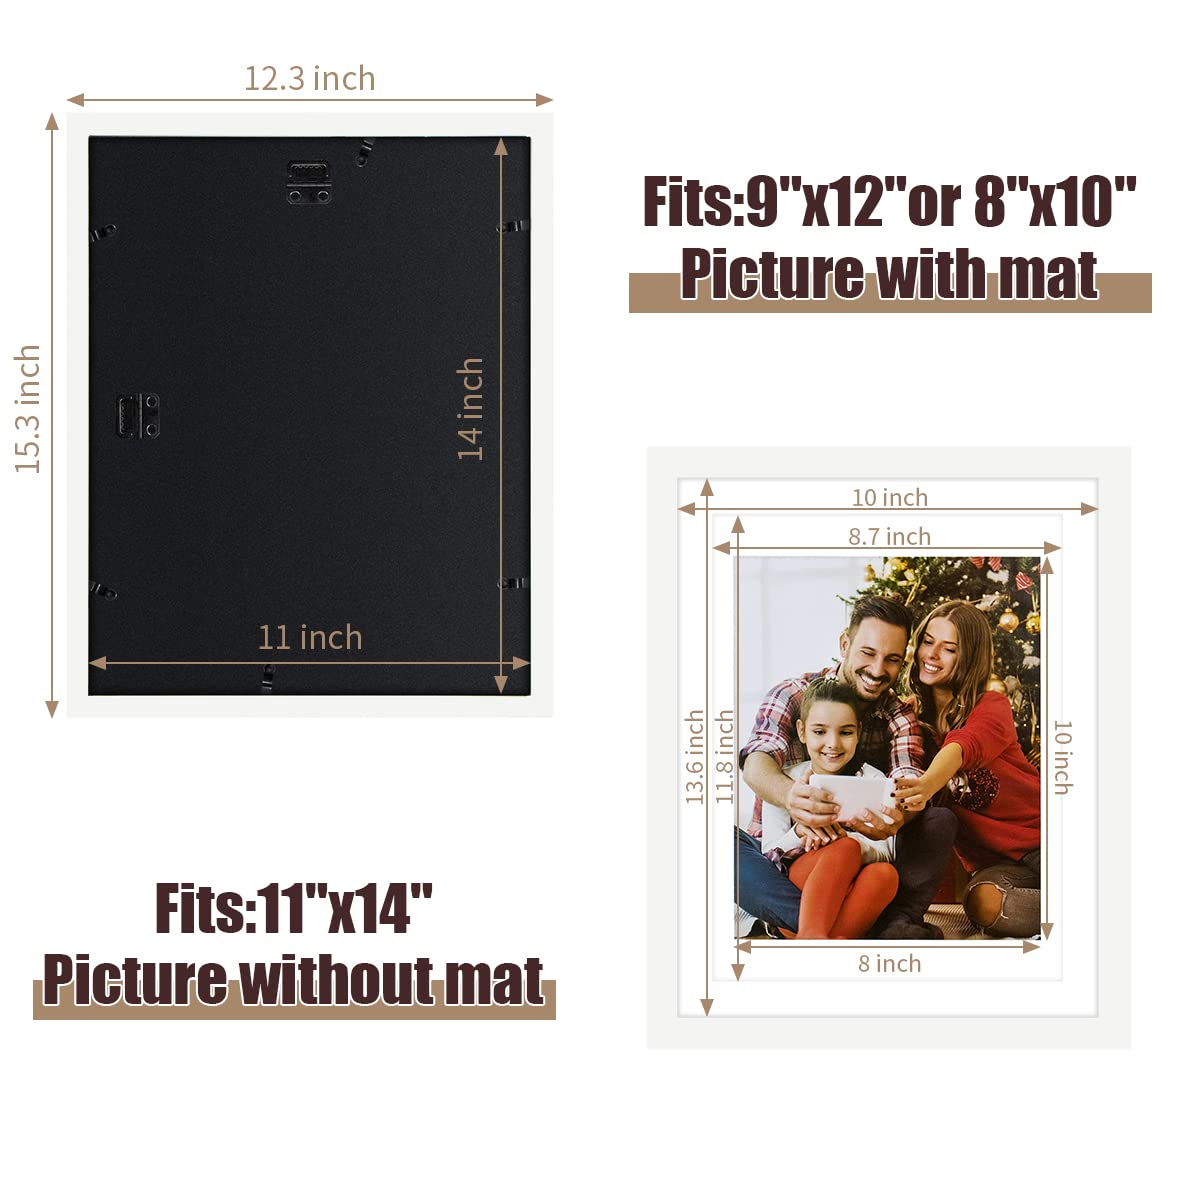 12.3 inch
15.3 inch
14 inch
11 inch
Fits:9"x12"or 8"x10"
Picture with mat
10 inch
8.7 inch
13.6 inch
11.8 inch
10 inch
8 inch
Fits:11"x14"
Picture without mat